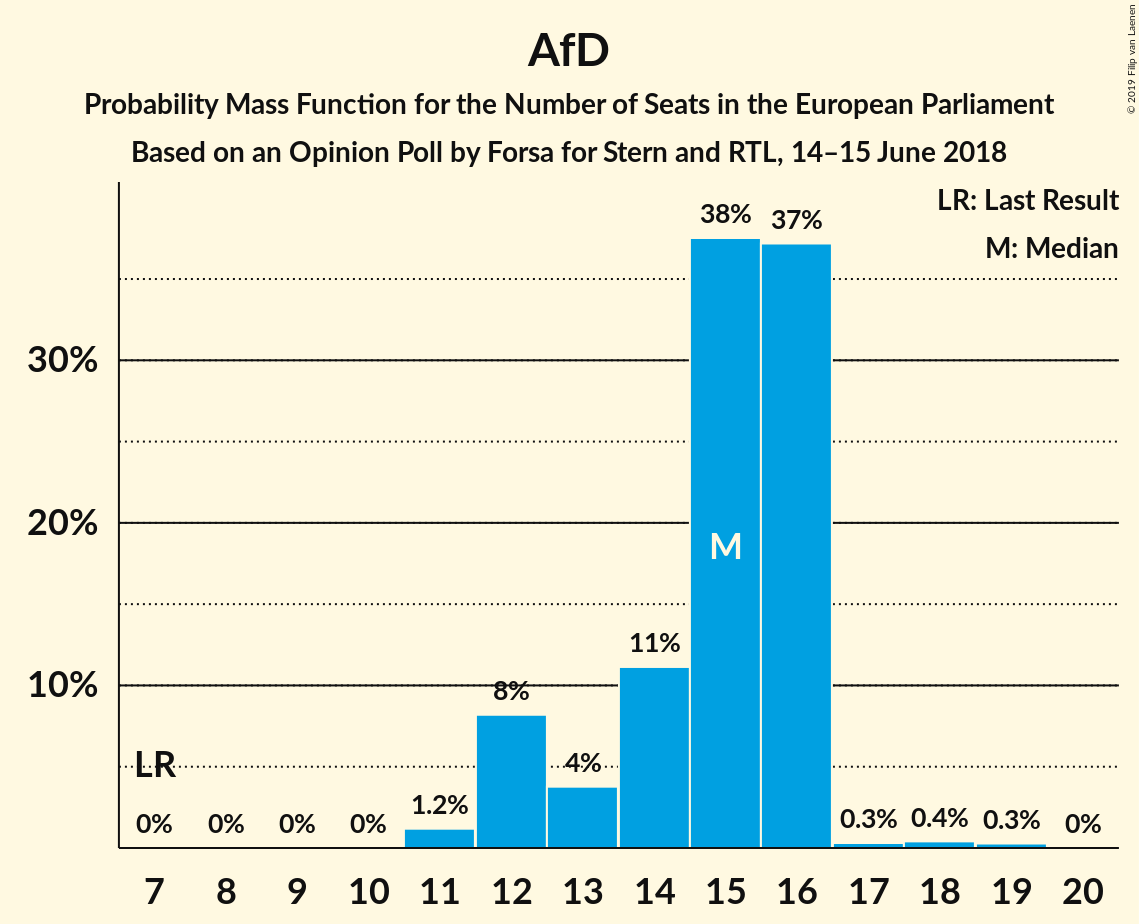 AfD
Probability Mass Function for the Number of Seats in the European Parliament
Based on an Opinion Poll by Forsa for Stern and RTL, 14–15 June 2018
© 2019 Filip van Laenen
LR: Last Result
M: Median
38%
37%
30%
20%
M
11%
10%
8%
LR
4%
1.2%
0%
0%
0%
0%
0.3%
0.4%
0.3%
0%
7 8 9 10 11 12 13 14 15 16 17 18 19 20